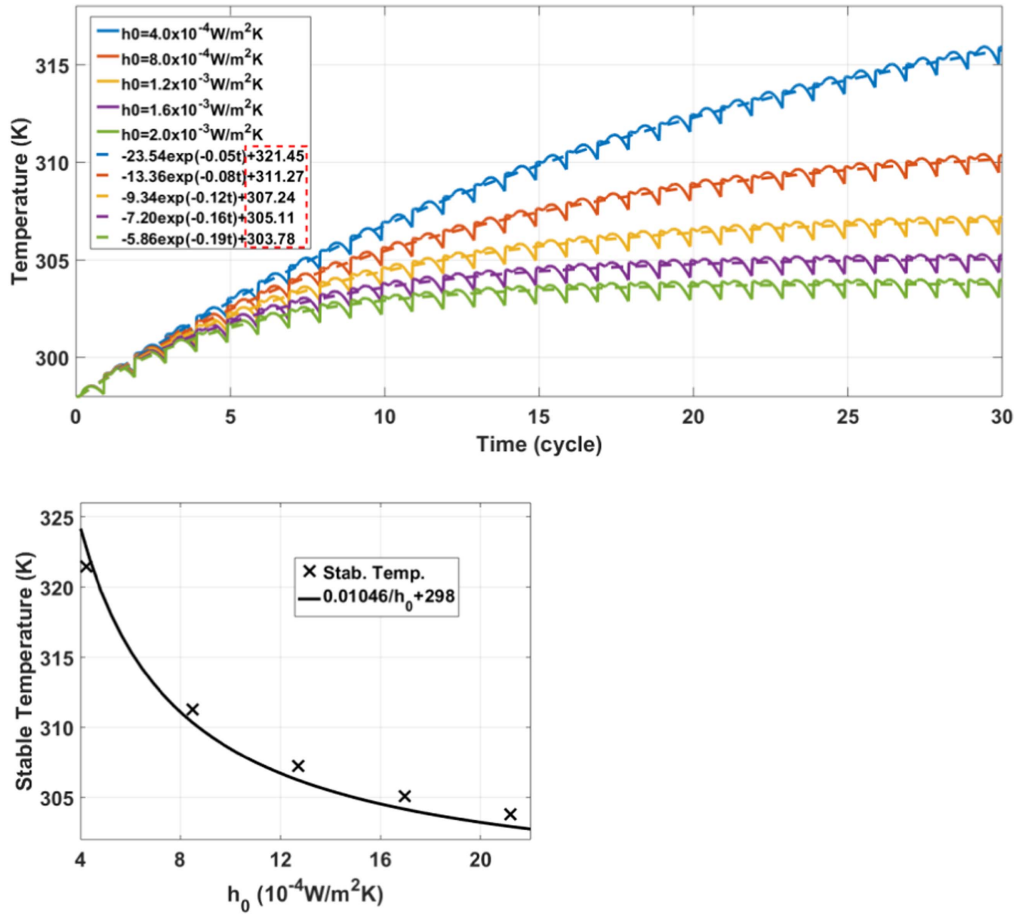 h0=4.0x10⁻⁴W/m²K
h0=8.0x10⁻⁴W/m²K
h0=1.2x10⁻³W/m²K
h0=1.6x10⁻³W/m²K
h0=2.0x10⁻³W/m²K
-23.54exp(-0.05t)+321.45
-13.36exp(-0.08t)+311.27
-9.34exp(-0.12t)+307.24
-7.20exp(-0.16t)+305.11
-5.86exp(-0.19t)+303.78
315
310
305
300
Temperature (K)
0 5 10 15 20 25 30
Time (cycle)
325
320
315
310
305
Stable Temperature (K)
Stab. Temp.
0.01046/h₀+298
4 8 12 16 20
h₀ (10⁻⁴W/m²K)